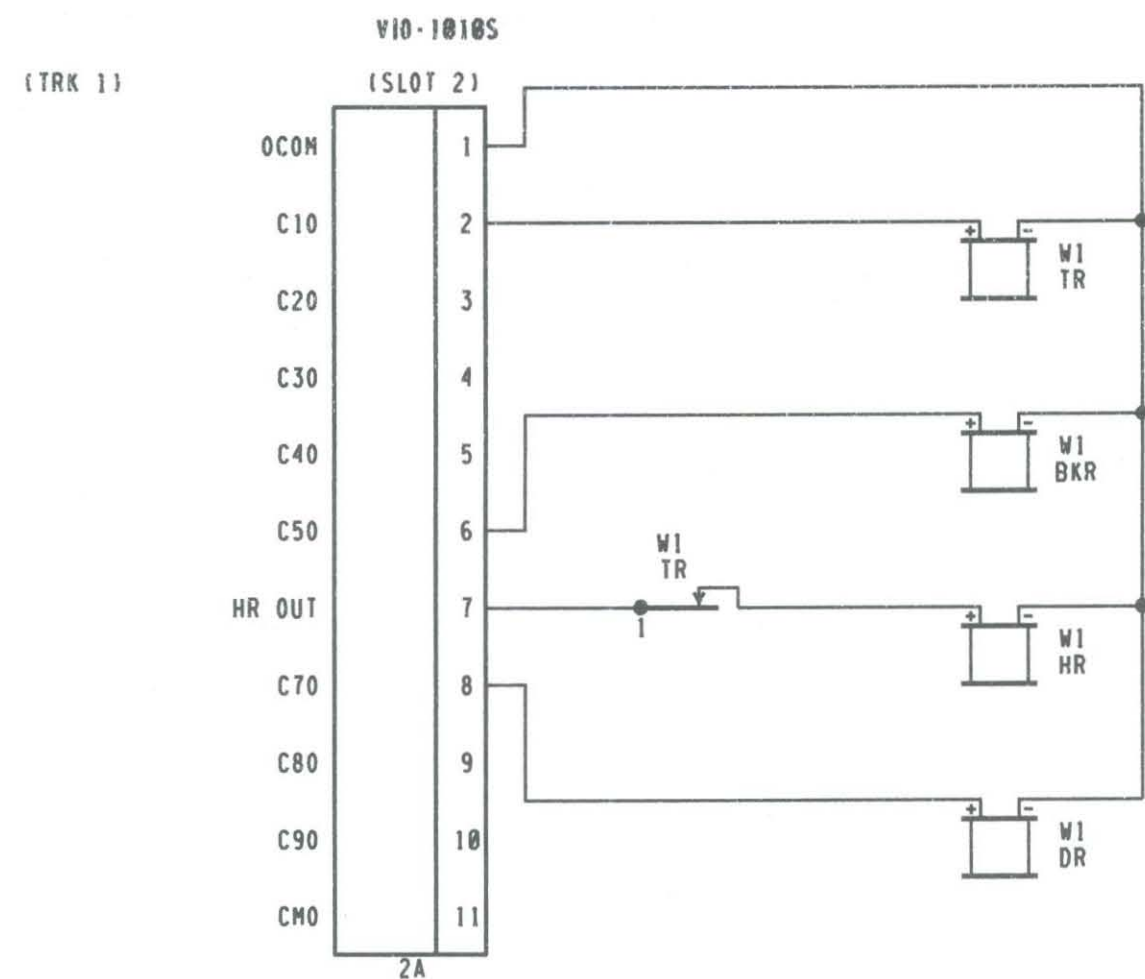 VIO-1010S
(TRK 1)
(SLOT 2)
OCOM 1
C10 2
+ -
W1
TR
C20 3
C30 4
+ -
W1
BKR
C40 5
C50 6
W1
TR
HR OUT 7
1
+ -
W1
HR
C70 8
C80 9
+ -
W1
DR
C90 10
CM0 11
2A